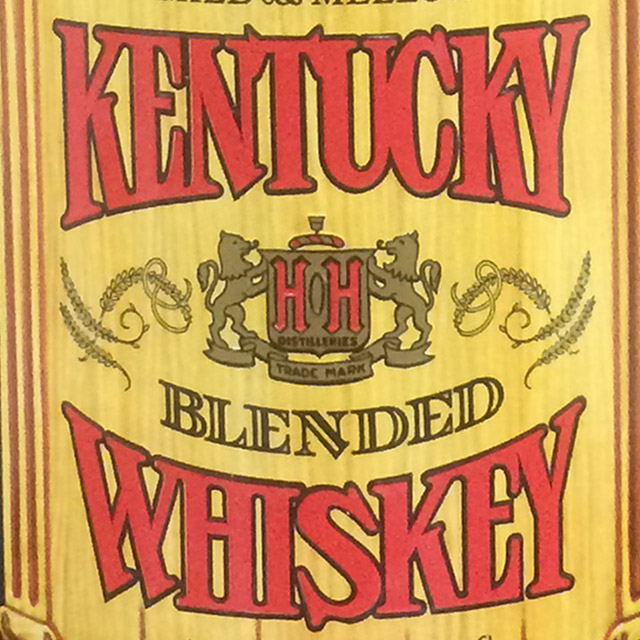 KENTUCKY
H H
DISTILLERIES
TRADE MARK
BLENDED
WHISKEY